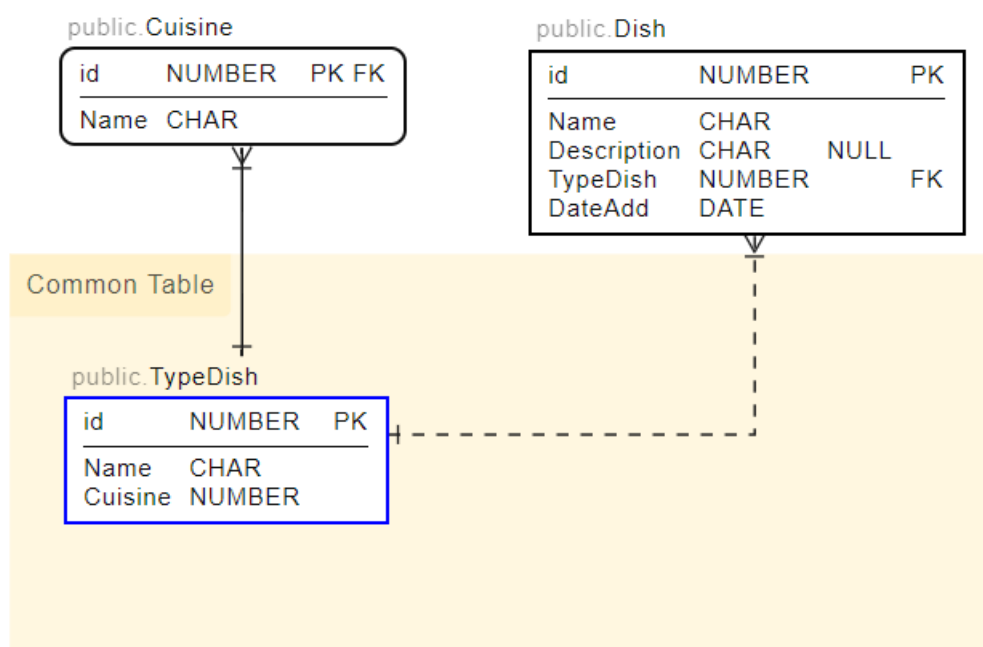 public.Cuisine
id NUMBER PK FK
Name CHAR
public.Dish
id NUMBER PK
Name CHAR
Description CHAR NULL
TypeDish NUMBER FK
DateAdd DATE
Common Table
public.TypeDish
id NUMBER PK
Name CHAR
Cuisine NUMBER